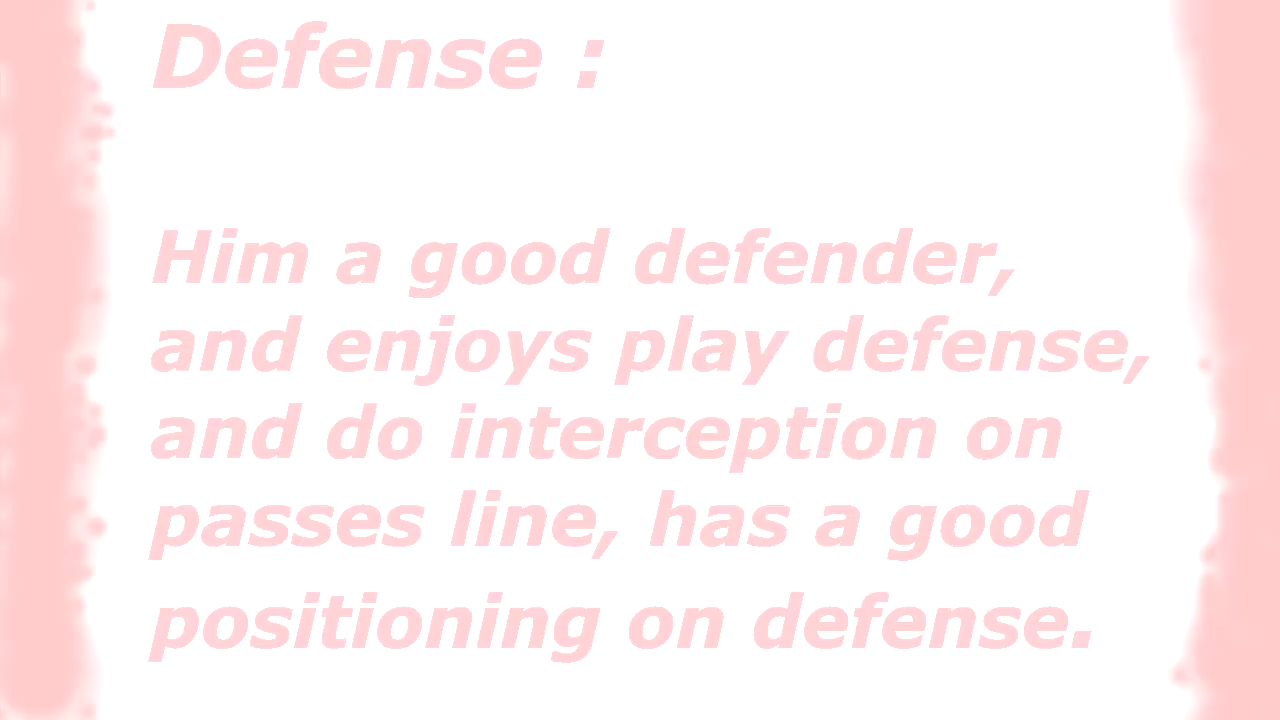 Defense :
Him a good defender,
and enjoys play defense,
and do interception on
passes line, has a good
positioning on defense.